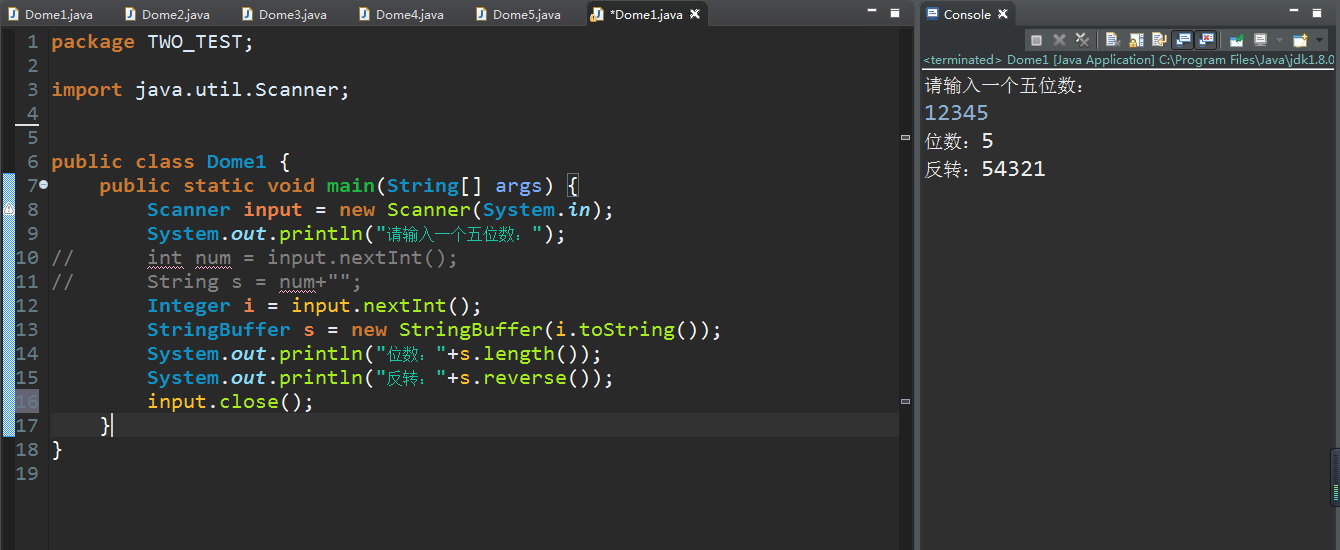 Dome1.java Dome2.java Dome3.java Dome4.java Dome5.java *Dome1.java
1 package TWO_TEST;
2
3 import java.util.Scanner;
4
5
6 public class Dome1 {
7     public static void main(String[] args) {
8         Scanner input = new Scanner(System.in);
9         System.out.println("请输入一个五位数：");
10 //      int num = input.nextInt();
11 //      String s = num+"";
12         Integer i = input.nextInt();
13         StringBuffer s = new StringBuffer(i.toString());
14         System.out.println("位数："+s.length());
15         System.out.println("反转："+s.reverse());
16         input.close();
17     }
18 }
19
Console
<terminated> Dome1 [Java Application] C:\Program Files\Java\jdk1.8.0
请输入一个五位数：
12345
位数：5
反转：54321